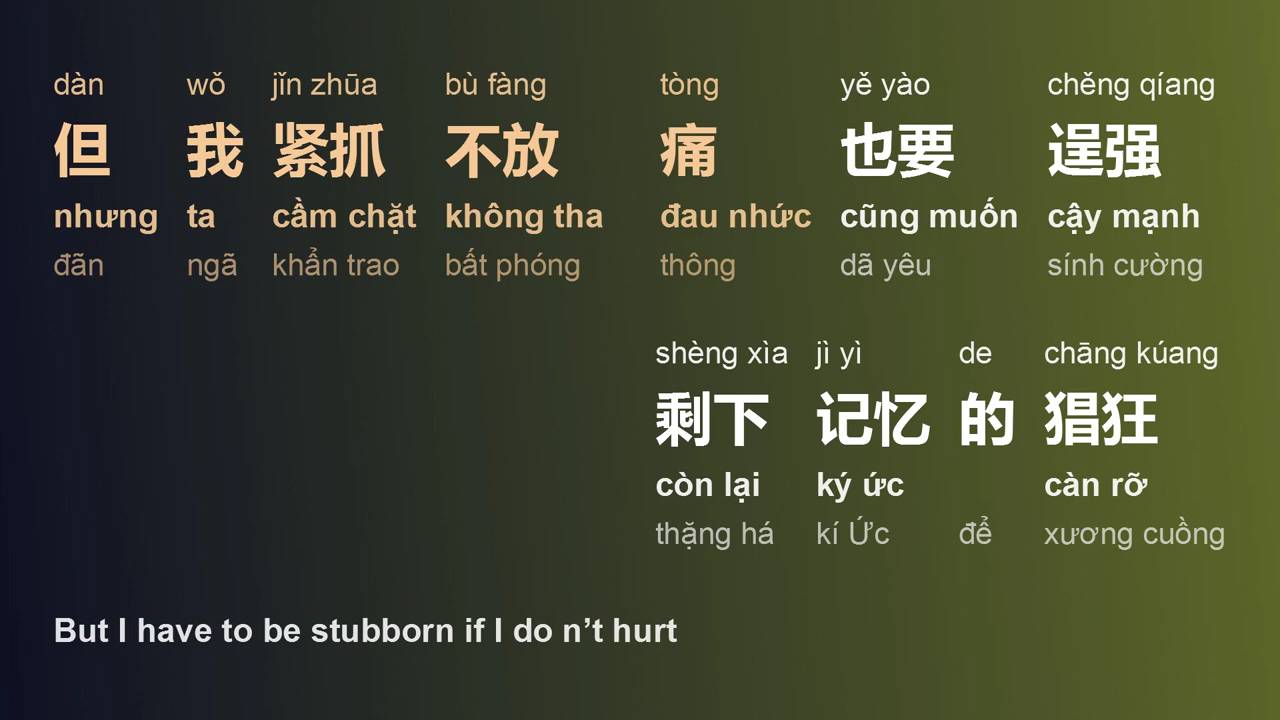 dàn wǒ jǐn zhūa bù fàng tòng yě yào chěng qíang
但 我 紧抓 不放 痛 也要 逞强
nhưng ta cầm chặt không tha đau nhức cũng muốn cậy mạnh
đãn ngã khẩn trao bất phóng thông dã yêu sính cường
shèng xìa jì yì de chāng kúang
剩下 记忆 的 猖狂
còn lại ký ức càn rỡ
thặng há kí Ức để xương cuồng
But I have to be stubborn if I do n’t hurt